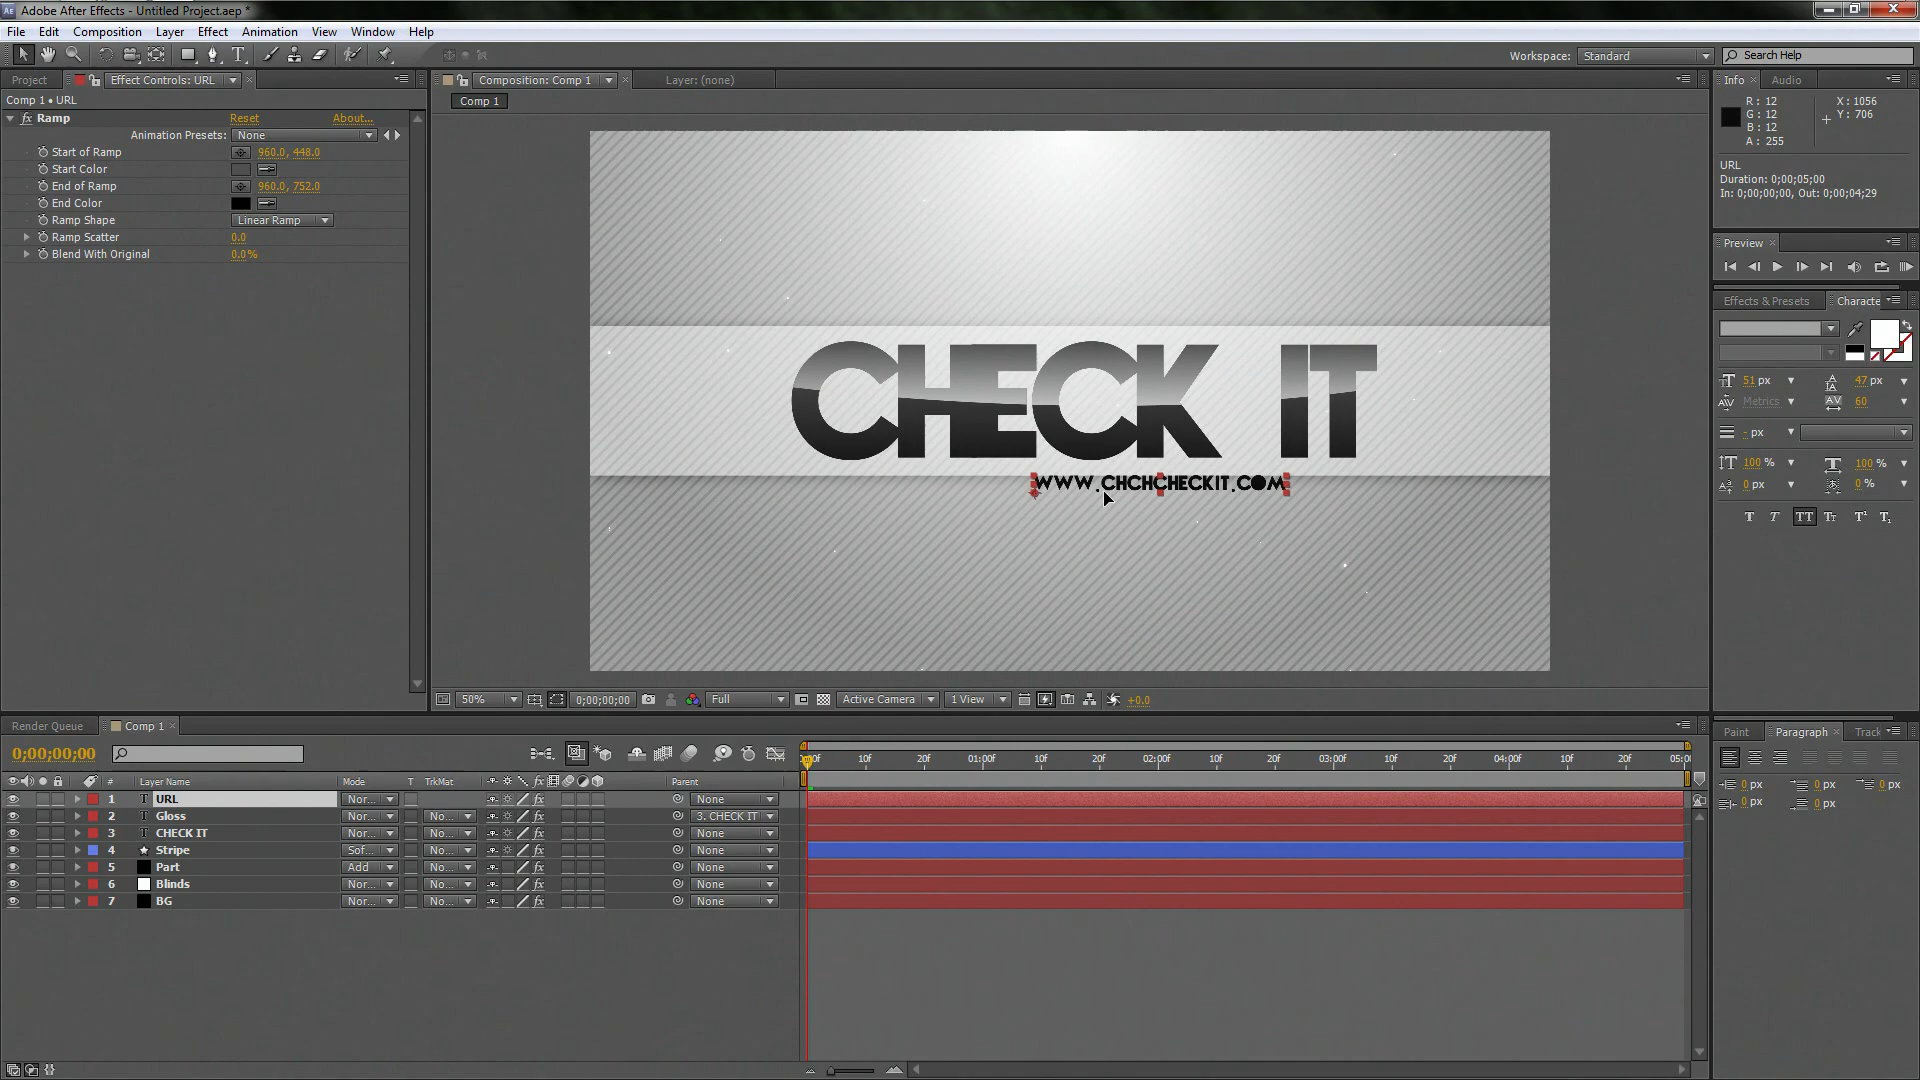 Adobe After Effects - Untitled Project.aep *
File Edit Composition Layer Effect Animation View Window Help
Workspace: Standard Search Help
Project Effect Controls: URL
Comp 1 • URL
fx Ramp Reset About...
Animation Presets: None
Start of Ramp 960.0, 448.0
Start Color
End of Ramp 960.0, 752.0
End Color
Ramp Shape Linear Ramp
Ramp Scatter 0.0
Blend With Original 0.0%
Composition: Comp 1 Layer: (none)
Comp 1
CHECK IT
WWW.CHCHCHECKIT.COM
50% 0;00;00;00 Full Active Camera 1 View +0.0
Info Audio
R: 12 X: 1056
G: 12 Y: 706
B: 12
A: 255
URL
Duration: 0;00;05;00
In: 0;00;00;00, Out: 0;00;04;29
Preview
Effects & Presets Characte
51 px 47 px
Metrics 60
- px
100 % 100 %
0 px 0 %
T T TT Tt T¹ T₁
Render Queue Comp 1
0;00;00;00
# Layer Name Mode T TrkMat Parent
10f 20f 01:00f 10f 20f 02:00f 10f 20f 03:00f 10f 20f 04:00f 10f 20f 05:0
1 T URL Nor... fx None
2 T Gloss Nor... No... fx 3. CHECK IT
3 T CHECK IT Nor... No... fx None
4 Stripe Sof... No... fx None
5 Part Add No... fx None
6 Blinds Nor... No... fx None
7 BG Nor... No... fx None
Paint Paragraph Track
0 px 0 px 0 px
0 px 0 px